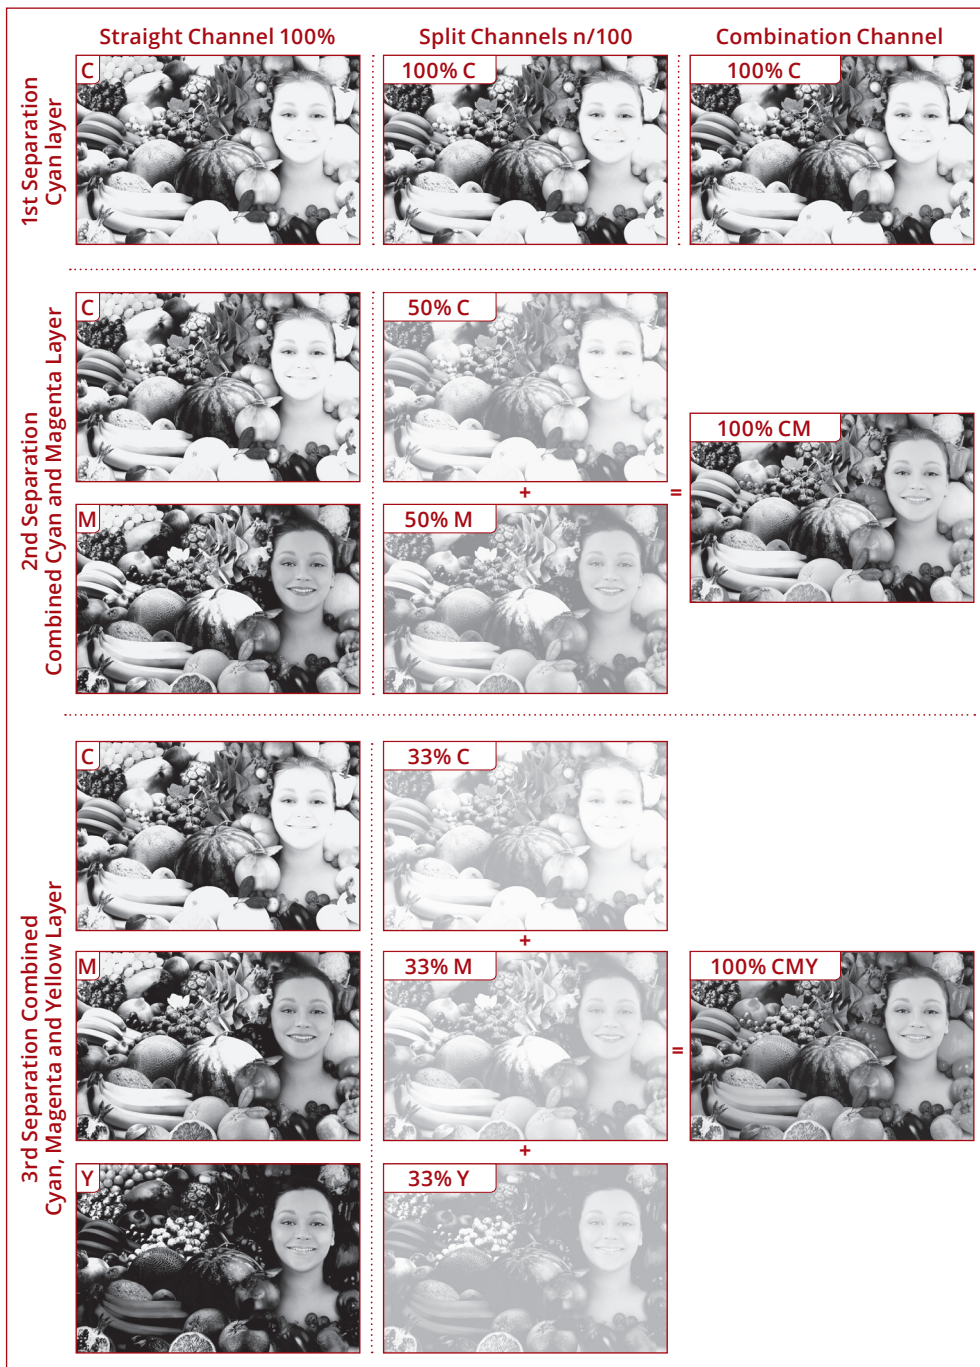 Straight Channel 100%
Split Channels n/100
Combination Channel
1st Separation
Cyan layer
C
100% C
100% C
2nd Separation
Combined Cyan and Magenta Layer
C
50% C
+
=
100% CM
M
50% M
3rd Separation Combined
Cyan, Magenta and Yellow Layer
C
33% C
+
M
33% M
=
100% CMY
+
Y
33% Y